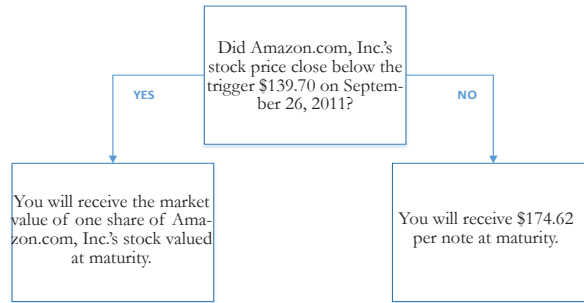 Did Amazon.com, Inc.'s
stock price close below the
trigger $139.70 on Septem-
ber 26, 2011?
YES
NO
You will receive the market
value of one share of Ama-
zon.com, Inc.'s stock valued
at maturity.
You will receive $174.62
per note at maturity.